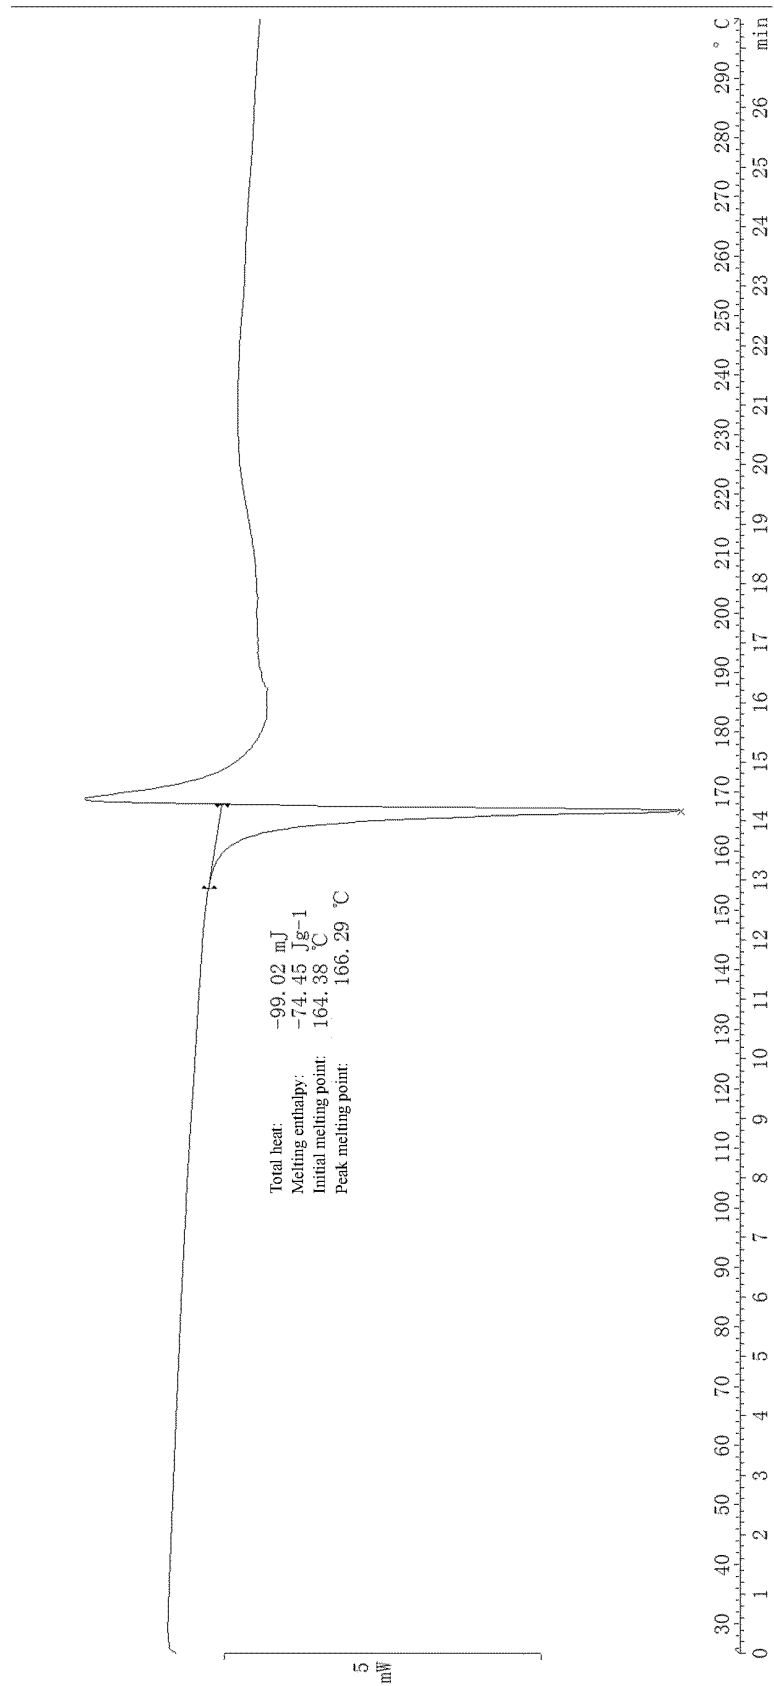 Total heat: -99.02 mJ
Melting enthalpy: -74.45 Jg-1
Initial melting point: 164.38 ℃
Peak melting point: 166.29 ℃
5
mW
30 40 50 60 70 80 90 100 110 120 130 140 150 160 170 180 190 200 210 220 230 240 250 260 270 280 290 ° C
0 1 2 3 4 5 6 7 8 9 10 11 12 13 14 15 16 17 18 19 20 21 22 23 24 25 26 min